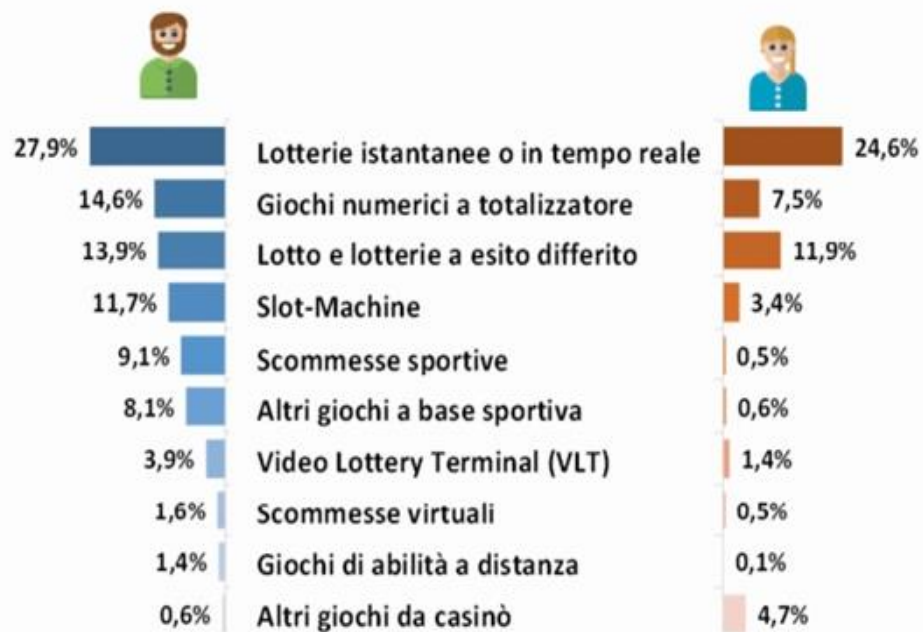 27,9% Lotterie istantanee o in tempo reale 24,6%
14,6% Giochi numerici a totalizzatore 7,5%
13,9% Lotto e lotterie a esito differito 11,9%
11,7% Slot-Machine 3,4%
9,1% Scommesse sportive 0,5%
8,1% Altri giochi a base sportiva 0,6%
3,9% Video Lottery Terminal (VLT) 1,4%
1,6% Scommesse virtuali 0,5%
1,4% Giochi di abilità a distanza 0,1%
0,6% Altri giochi da casinò 4,7%